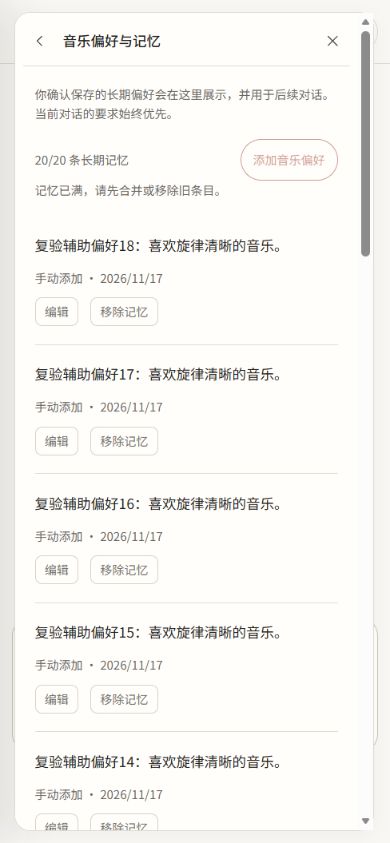 音乐偏好与记忆
你确认保存的长期偏好会在这里展示，并用于后续对话。
当前对话的要求始终优先。
20/20 条长期记忆
添加音乐偏好
记忆已满，请先合并或移除旧条目。
复验辅助偏好18：喜欢旋律清晰的音乐。
手动添加 · 2026/11/17
编辑 移除记忆
复验辅助偏好17：喜欢旋律清晰的音乐。
手动添加 · 2026/11/17
编辑 移除记忆
复验辅助偏好16：喜欢旋律清晰的音乐。
手动添加 · 2026/11/17
编辑 移除记忆
复验辅助偏好15：喜欢旋律清晰的音乐。
手动添加 · 2026/11/17
编辑 移除记忆
复验辅助偏好14：喜欢旋律清晰的音乐。
手动添加 · 2026/11/17
编辑 移除记忆